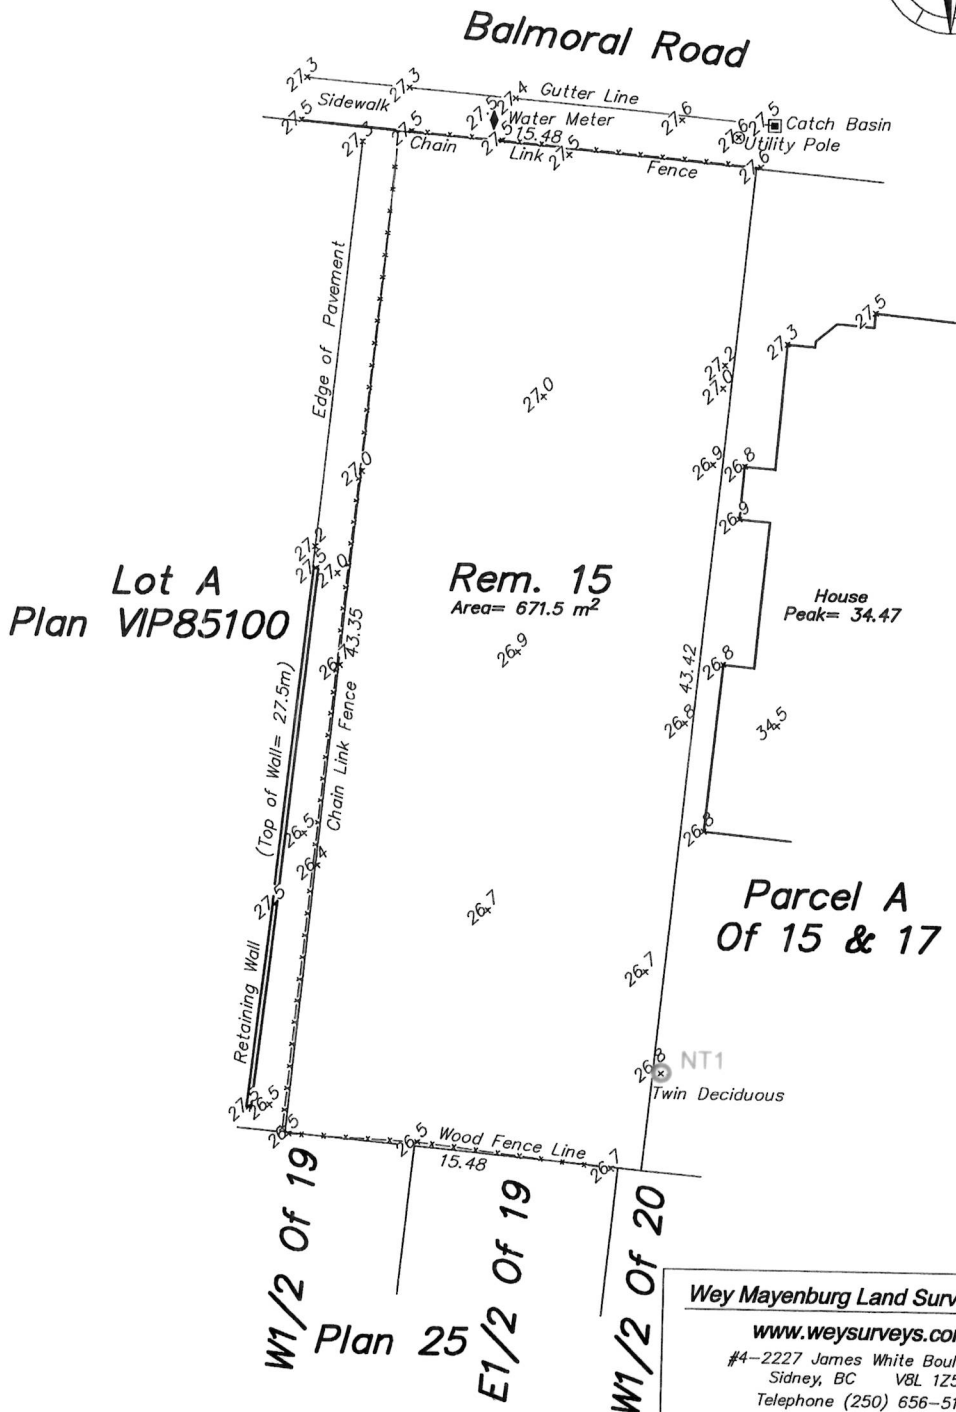 Balmoral Road
27.3
27.3
27.4
Gutter Line
Sidewalk
27.5
27.6
27.6
27.5
Catch Basin
27.5
27.5
Water Meter
15.48
Utility Pole
27.3
Chain
27.5
Link
27.5
Fence
27.6
Edge of Pavement
27.5
27.3
27.2
27.0
27.0
26.9
26.8
27.0
26.9
27.2
27.5
27.0
Lot A
Plan VIP85100
Rem. 15
Area= 671.5 m²
House
Peak= 34.47
43.35
26.9
43.42
26.8
26.8
34.5
(Top of Wall= 27.5m)
Chain Link Fence
26.5
26.4
26.8
27.5
26.7
Parcel A
Of 15 & 17
Retaining Wall
26.7
26.8
NT1
Twin Deciduous
27.5
26.5
26.5
26.5
Wood Fence Line
15.48
26.7
W1/2 Of 19
E1/2 Of 19
W1/2 Of 20
Plan 25
Wey Mayenburg Land Surv
www.weysurveys.co
#4-2227 James White Boul
Sidney, BC V8L 1Z5
Telephone (250) 656-51